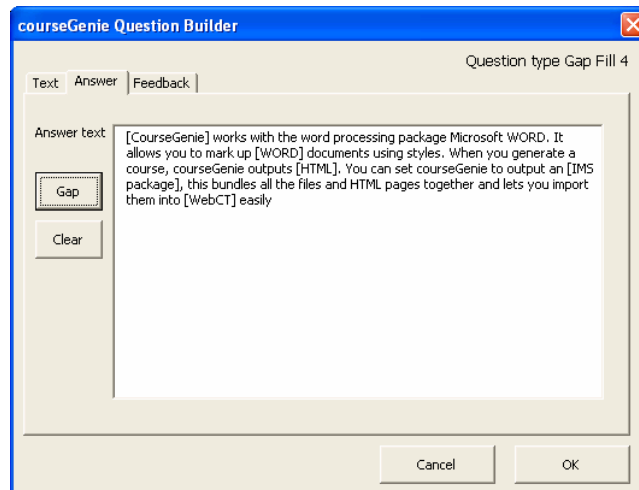 courseGenie Question Builder
Question type Gap Fill 4
Text Answer Feedback
Answer text
[CourseGenie] works with the word processing package Microsoft WORD. It
allows you to mark up [WORD] documents using styles. When you generate a
course, courseGenie outputs [HTML]. You can set courseGenie to output an [IMS
package], this bundles all the files and HTML pages together and lets you import
them into [WebCT] easily
Gap
Clear
Cancel OK